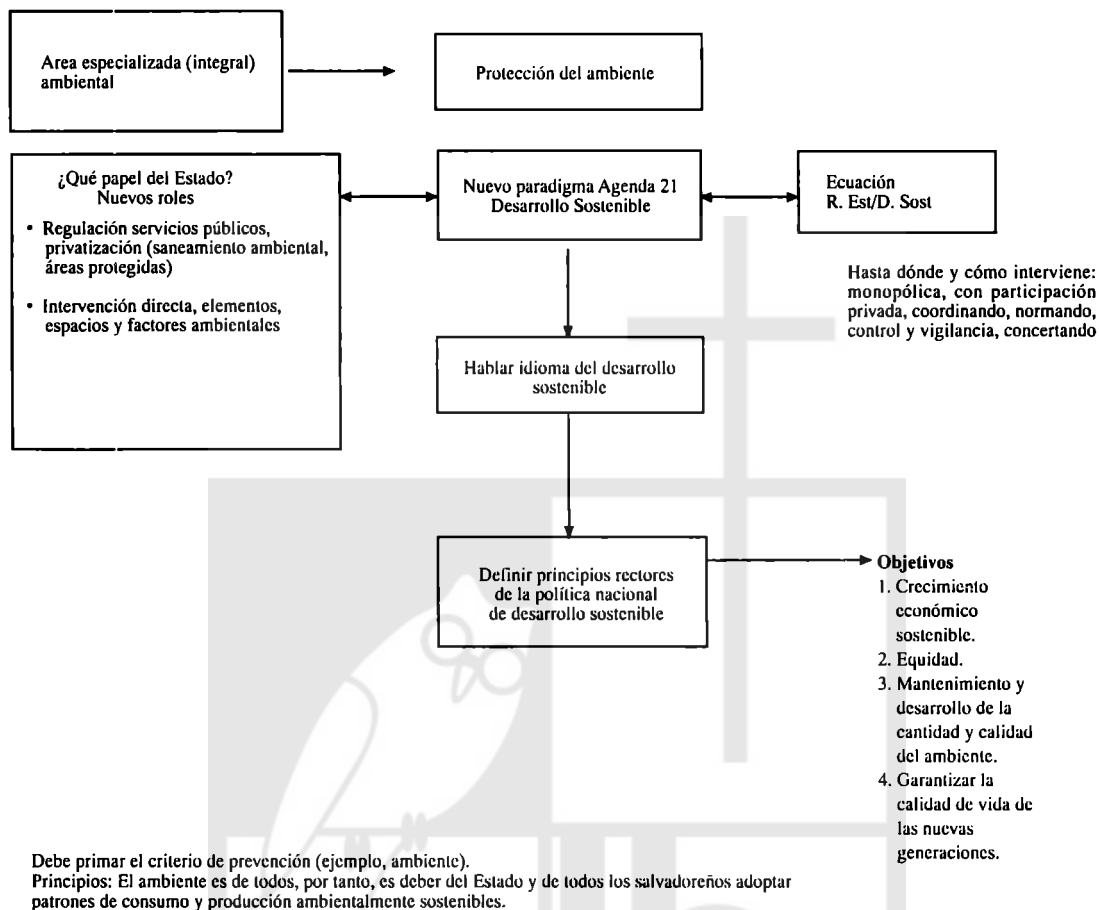 Area especializada (integral)
ambiental
Protección del ambiente
¿Qué papel del Estado?
Nuevos roles
• Regulación servicios públicos,
privatización (saneamiento ambiental,
áreas protegidas)
• Intervención directa, elementos,
espacios y factores ambientales
Nuevo paradigma Agenda 21
Desarrollo Sostenible
Ecuación
R. Est/D. Sost
Hasta dónde y cómo interviene:
monopólica, con participación
privada, coordinando, normando,
control y vigilancia, concertando
Hablar idioma del desarrollo
sostenible
Definir principios rectores
de la política nacional
de desarrollo sostenible
Objetivos
1. Crecimiento
económico
sostenible.
2. Equidad.
3. Mantenimiento y
desarrollo de la
cantidad y calidad
del ambiente.
4. Garantizar la
calidad de vida de
las nuevas
generaciones.
Debe primar el criterio de prevención (ejemplo, ambiente).
Principios: El ambiente es de todos, por tanto, es deber del Estado y de todos los salvadoreños adoptar
patrones de consumo y producción ambientalmente sostenibles.